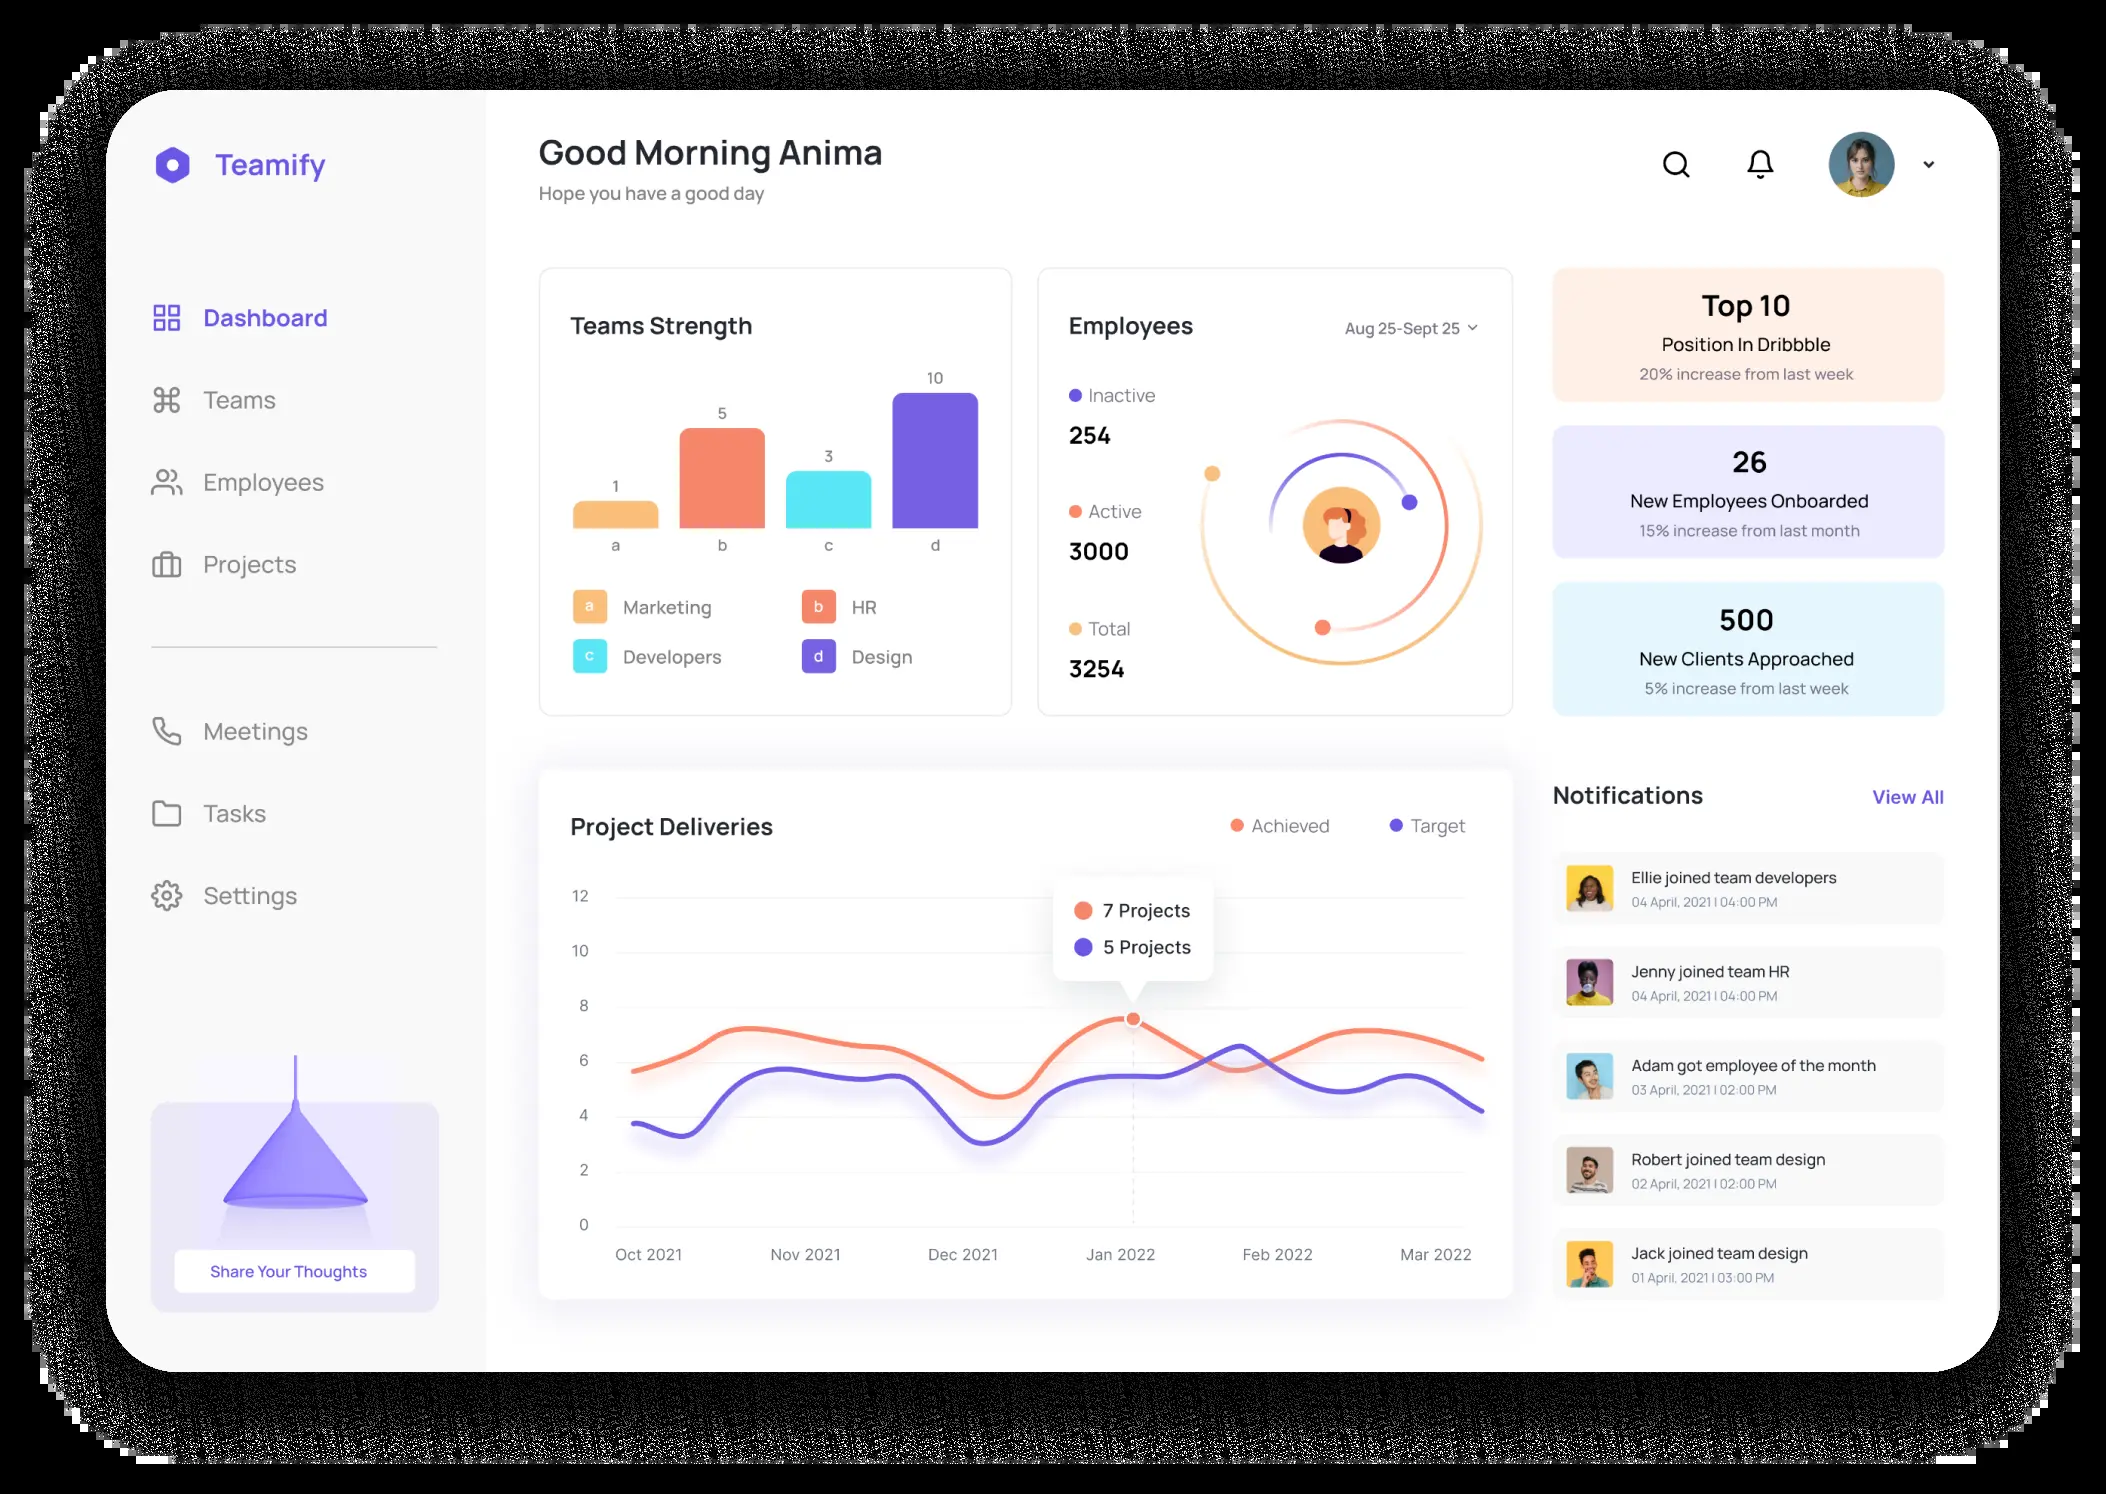 Teamify
Dashboard
Teams
Employees
Projects
Meetings
Tasks
Settings
Share Your Thoughts
Good Morning Anima
Hope you have a good day
Teams Strength
10
5
3
1
a b c d
a Marketing b HR
c Developers d Design
Employees Aug 25-Sept 25
Inactive
254
Active
3000
Total
3254
Top 10
Position In Dribbble
20% increase from last week
26
New Employees Onboarded
15% increase from last month
500
New Clients Approached
5% increase from last week
Project Deliveries Achieved Target
7 Projects
5 Projects
12
10
8
6
4
2
0
Oct 2021 Nov 2021 Dec 2021 Jan 2022 Feb 2022 Mar 2022
Notifications View All
Ellie joined team developers
04 April, 2021 | 04:00 PM
Jenny joined team HR
04 April, 2021 | 04:00 PM
Adam got employee of the month
03 April, 2021 | 02:00 PM
Robert joined team design
02 April, 2021 | 02:00 PM
Jack joined team design
01 April, 2021 | 03:00 PM